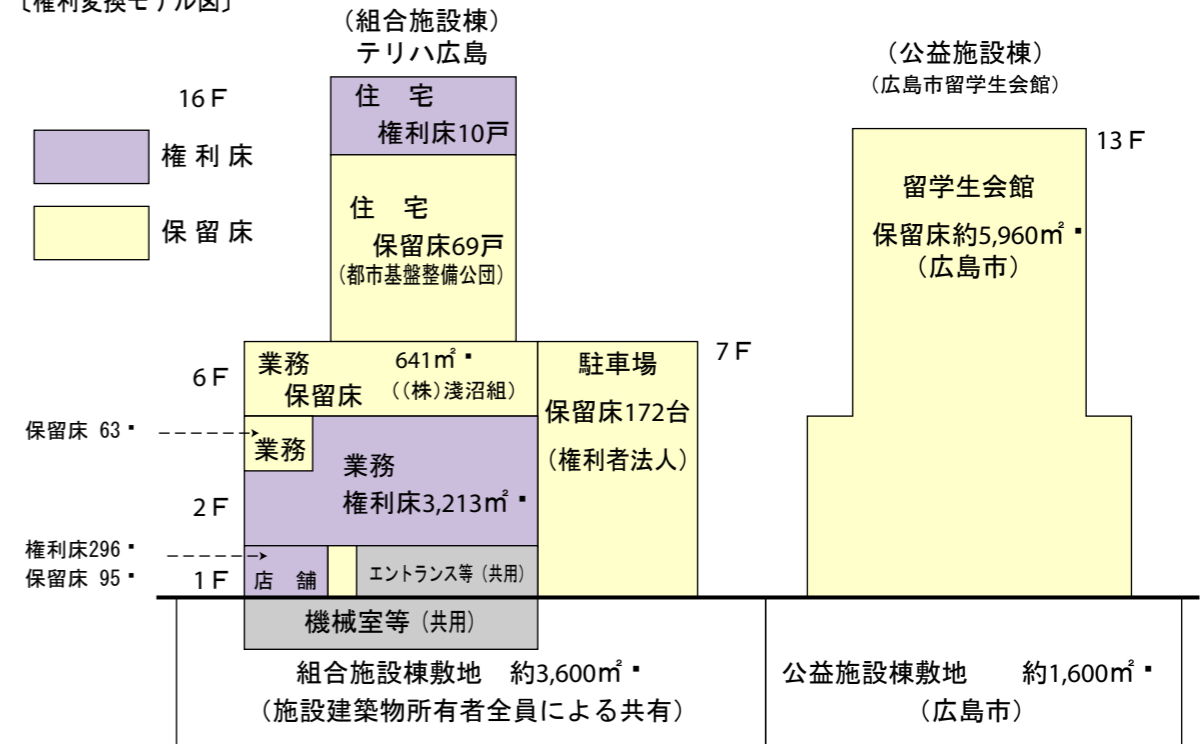 〔権利変換モデル図〕
（組合施設棟）
テリハ広島
16Ｆ
権 利 床
保 留 床
住　宅
権利床10戸
住　宅
保留床69戸
（都市基盤整備公団）
6Ｆ
業務　641㎡
保留床　（(株)淺沼組）
7Ｆ
駐車場
保留床172台
（権利者法人）
保留床 63
業務
業務
権利床3,213㎡
2Ｆ
権利床296
保留床 95
1Ｆ
店　舗
エントランス等（共用）
機械室等（共用）
組合施設棟敷地　約3,600㎡
（施設建築物所有者全員による共有）
（公益施設棟）
（広島市留学生会館）
13Ｆ
留学生会館
保留床約5,960㎡
（広島市）
公益施設棟敷地　約1,600㎡
（広島市）